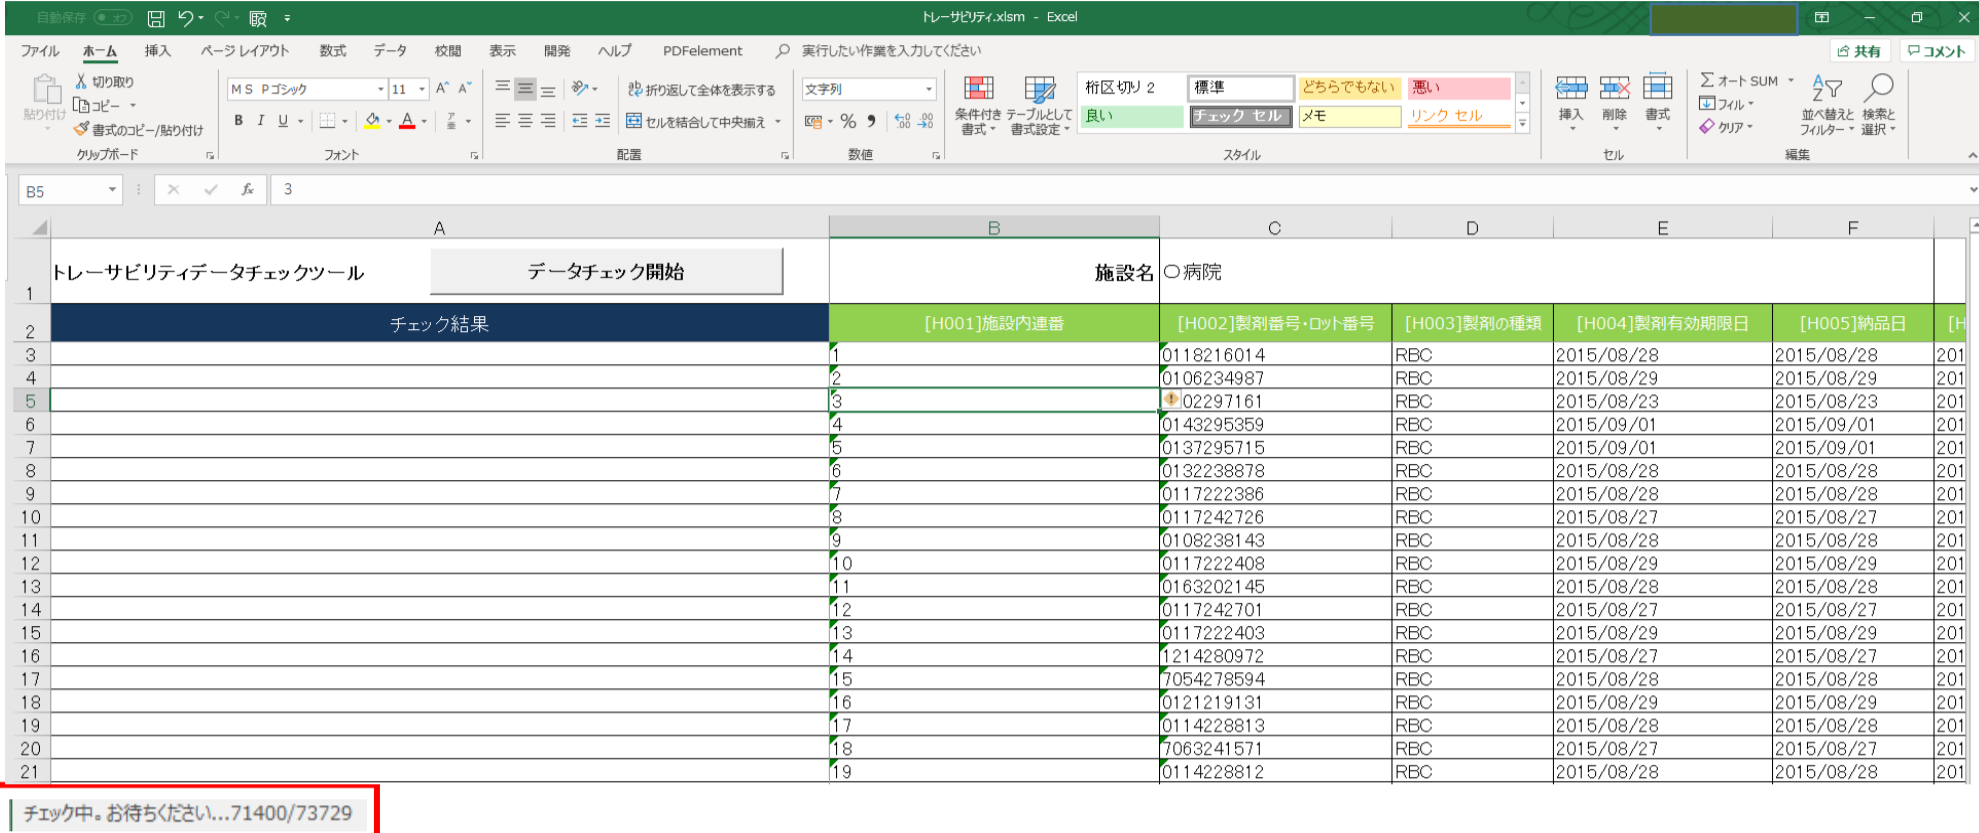 自動保存 オフ トレーサビリティ.xlsm - Excel
ファイル ホーム 挿入 ページ レイアウト 数式 データ 校閲 表示 開発 ヘルプ PDFelement 実行したい作業を入力してください 共有 コメント
貼り付け 切り取り コピー 書式のコピー/貼り付け クリップボード
ＭＳ Ｐゴシック 11 A A B I U A フォント
折り返して全体を表示する セルを結合して中央揃え 配置
文字列 % 数値
条件付き書式 テーブルとして書式設定 桁区切り 2 標準 どちらでもない 悪い 良い チェック セル メモ リンク セル スタイル
挿入 削除 書式 セル
オート SUM フィル クリア 並べ替えとフィルター 検索と選択 編集
B5 fx 3
A B C D E F
1 トレーサビリティデータチェックツール データチェック開始 施設名 〇病院
2 チェック結果 [H001]施設内連番 [H002]製剤番号・ロット番号 [H003]製剤の種類 [H004]製剤有効期限日 [H005]納品日 [H
3 1 0118216014 RBC 2015/08/28 2015/08/28 201
4 2 0106234987 RBC 2015/08/29 2015/08/29 201
5 3 02297161 RBC 2015/08/23 2015/08/23 201
6 4 0143295359 RBC 2015/09/01 2015/09/01 201
7 5 0137295715 RBC 2015/09/01 2015/09/01 201
8 6 0132238878 RBC 2015/08/28 2015/08/28 201
9 7 0117222386 RBC 2015/08/28 2015/08/28 201
10 8 0117242726 RBC 2015/08/27 2015/08/27 201
11 9 0108238143 RBC 2015/08/28 2015/08/28 201
12 10 0117222408 RBC 2015/08/29 2015/08/29 201
13 11 0163202145 RBC 2015/08/28 2015/08/28 201
14 12 0117242701 RBC 2015/08/27 2015/08/27 201
15 13 0117222403 RBC 2015/08/29 2015/08/29 201
16 14 1214280972 RBC 2015/08/27 2015/08/27 201
17 15 7054278594 RBC 2015/08/28 2015/08/28 201
18 16 0121219131 RBC 2015/08/29 2015/08/29 201
19 17 0114228813 RBC 2015/08/28 2015/08/28 201
20 18 7063241571 RBC 2015/08/27 2015/08/27 201
21 19 0114228812 RBC 2015/08/28 2015/08/28 201
チェック中。お待ちください...71400/73729